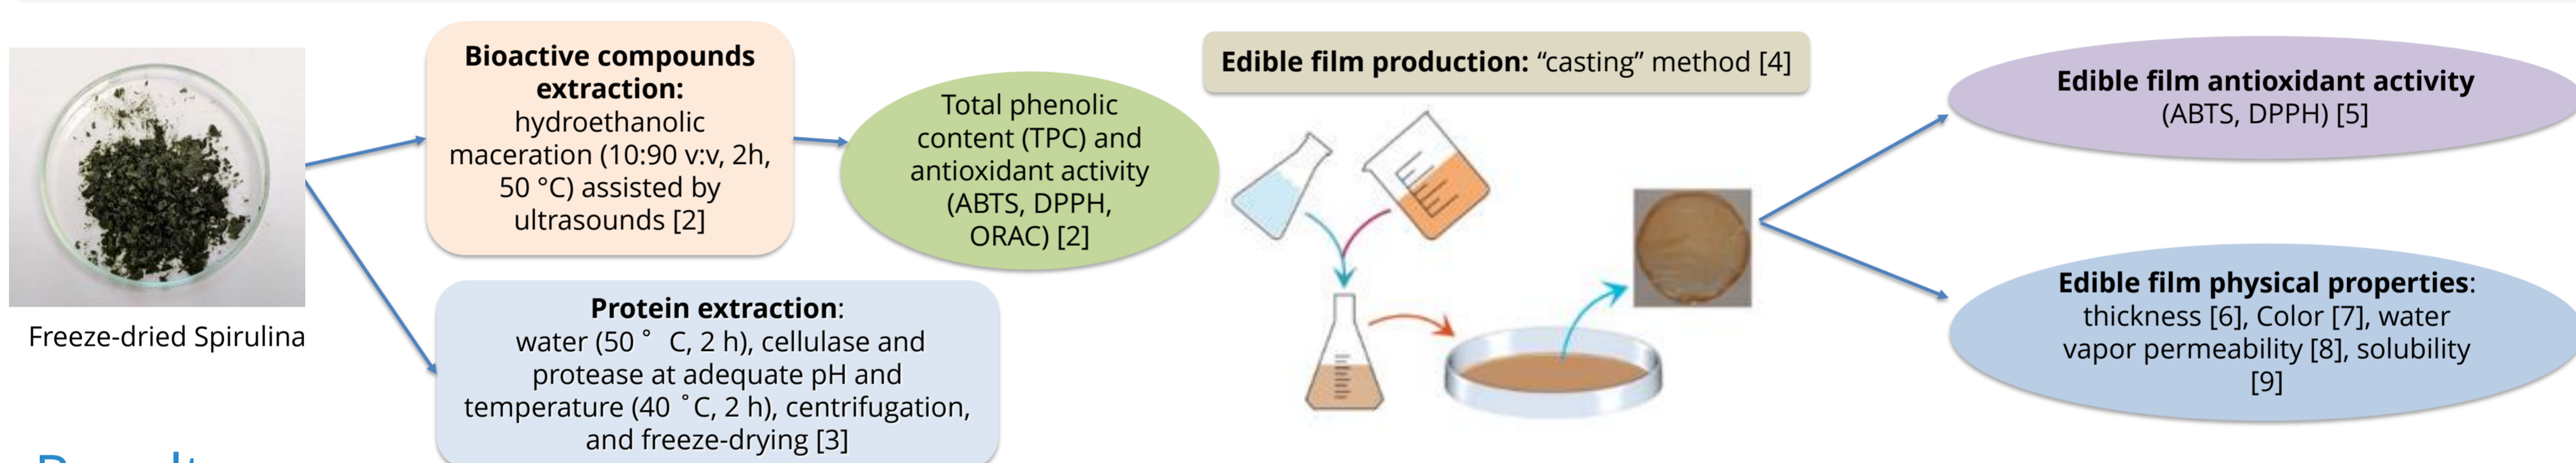 Freeze-dried Spirulina
Bioactive compounds
extraction:
hydroethanolic
maceration (10:90 v:v, 2h,
50 °C) assisted by
ultrasounds [2]
Total phenolic
content (TPC) and
antioxidant activity
(ABTS, DPPH,
ORAC) [2]
Protein extraction:
water (50 ˚ C, 2 h), cellulase and
protease at adequate pH and
temperature (40 ˚C, 2 h), centrifugation,
and freeze-drying [3]
Edible film production: “casting” method [4]
Edible film antioxidant activity
(ABTS, DPPH) [5]
Edible film physical properties:
thickness [6], Color [7], water
vapor permeability [8], solubility
[9]